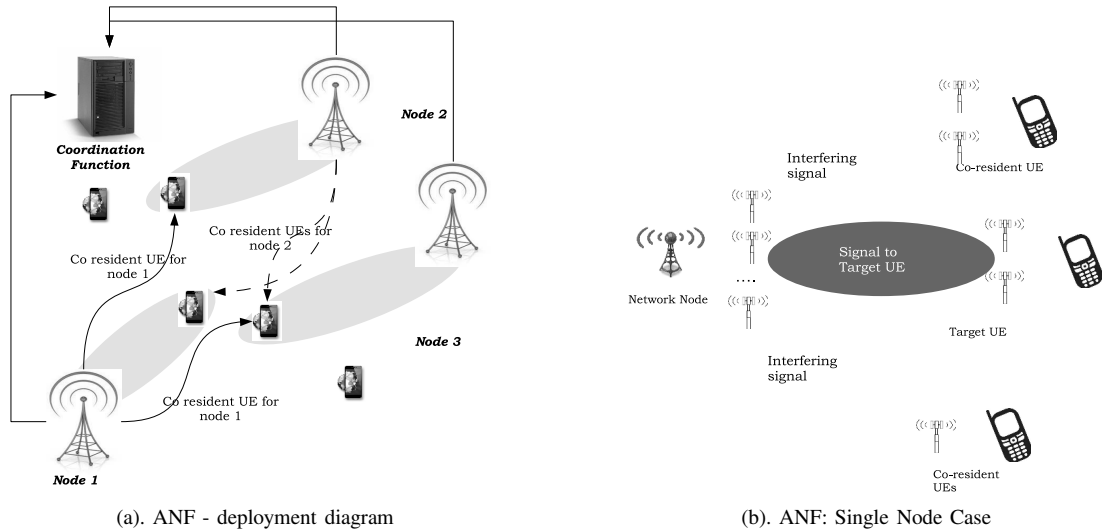 Coordination
Function
Node 2
Co resident UEs for
node 2
Co resident UE for
node 1
Node 3
Co resident UE for
node 1
Node 1
(a). ANF - deployment diagram
Co-resident UE
Interfering
signal
Signal to
Target UE
....
Network Node
Target UE
Interfering
signal
Co-resident
UEs
(b). ANF: Single Node Case